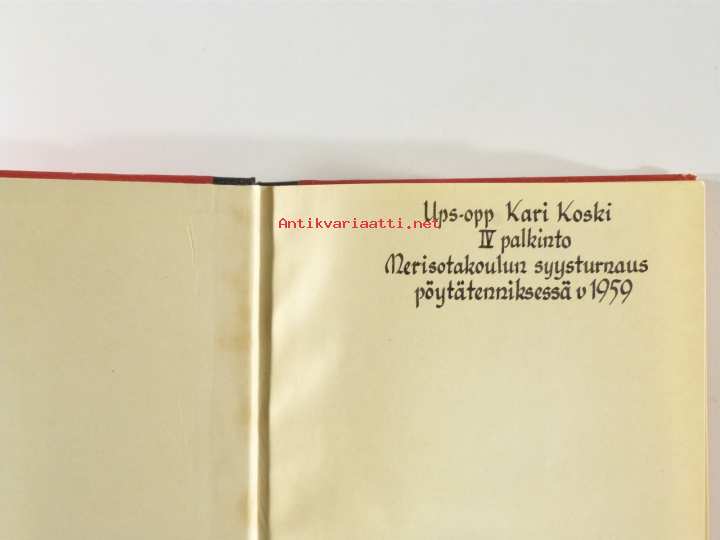 Ups-opp Kari Koski
Antikvariaatti.net
IV palkinto
Merisotakoulun syysturnaus
pöytätenniksessä v 1959